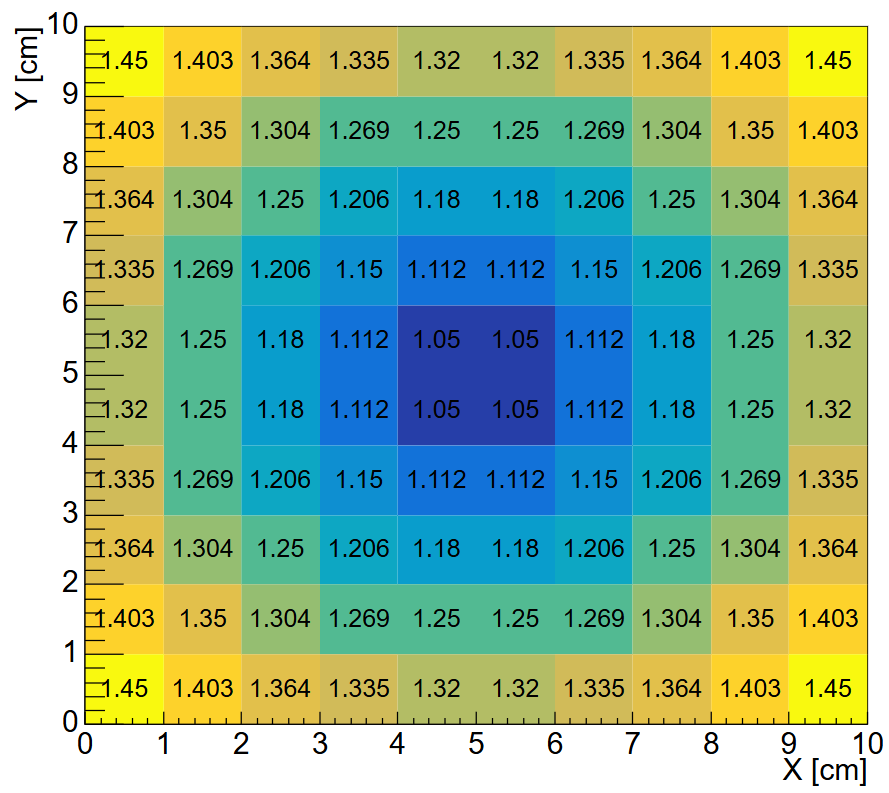 Y [cm]
10
1.45 1.403 1.364 1.335 1.32 1.32 1.335 1.364 1.403 1.45
9
1.403 1.35 1.304 1.269 1.25 1.25 1.269 1.304 1.35 1.403
8
1.364 1.304 1.25 1.206 1.18 1.18 1.206 1.25 1.304 1.364
7
1.335 1.269 1.206 1.15 1.112 1.112 1.15 1.206 1.269 1.335
6
1.32 1.25 1.18 1.112 1.05 1.05 1.112 1.18 1.25 1.32
5
1.32 1.25 1.18 1.112 1.05 1.05 1.112 1.18 1.25 1.32
4
1.335 1.269 1.206 1.15 1.112 1.112 1.15 1.206 1.269 1.335
3
1.364 1.304 1.25 1.206 1.18 1.18 1.206 1.25 1.304 1.364
2
1.403 1.35 1.304 1.269 1.25 1.25 1.269 1.304 1.35 1.403
1
1.45 1.403 1.364 1.335 1.32 1.32 1.335 1.364 1.403 1.45
0
0 1 2 3 4 5 6 7 8 9 10
X [cm]